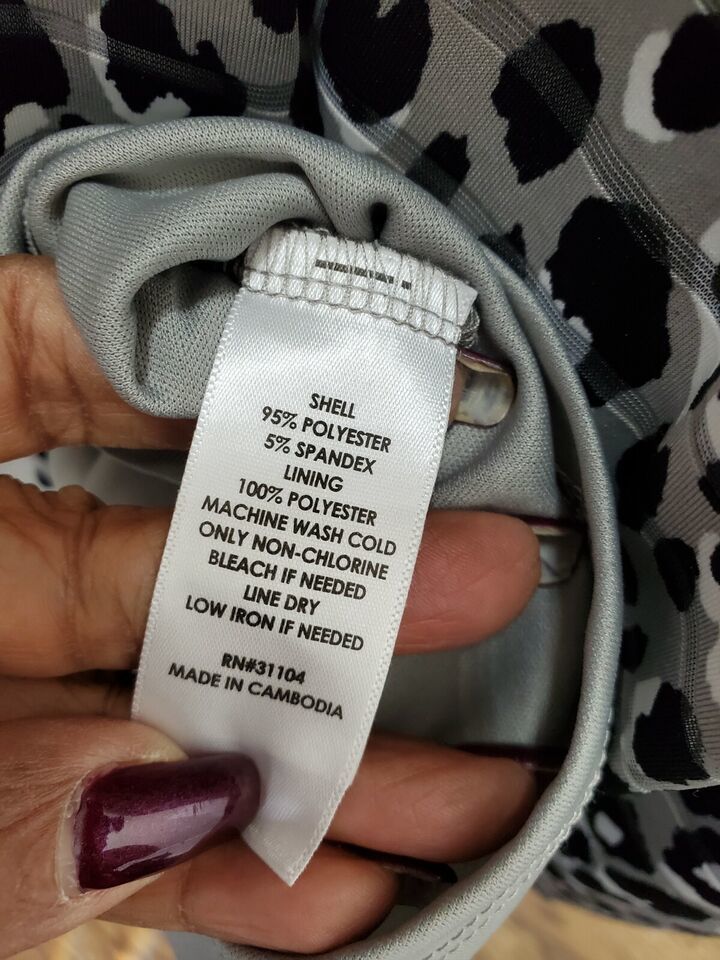 SHELL
95% POLYESTER
5% SPANDEX
LINING
100% POLYESTER
MACHINE WASH COLD
ONLY NON-CHLORINE
BLEACH IF NEEDED
LINE DRY
LOW IRON IF NEEDED
RN#31104
MADE IN CAMBODIA